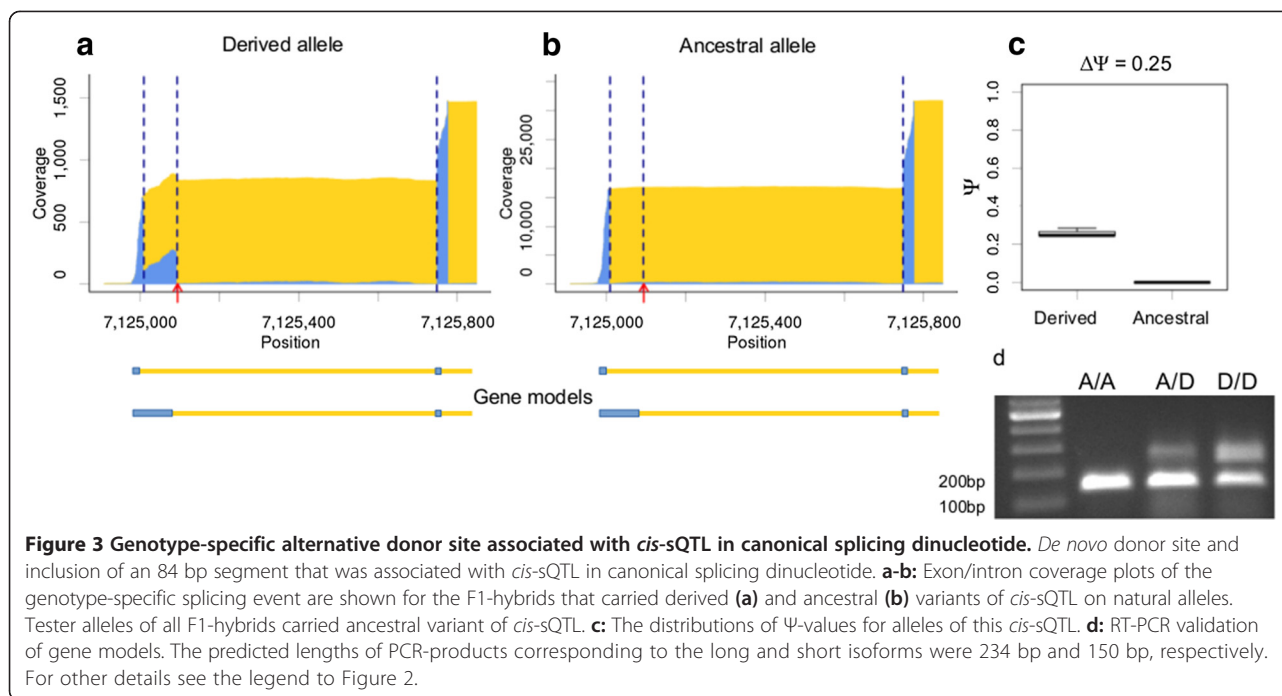 a
Derived allele
b
Ancestral allele
c
ΔΨ = 0.25
Coverage
0
500
1,000
1,500
7,125,000
7,125,400
7,125,800
Position
Coverage
0
10,000
25,000
7,125,000
7,125,400
7,125,800
Position
Ψ
0.0
0.2
0.4
0.6
0.8
1.0
Derived
Ancestral
Gene models
d
A/A
A/D
D/D
200bp
100bp
Figure 3 Genotype-specific alternative donor site associated with cis-sQTL in canonical splicing dinucleotide. De novo donor site and
inclusion of an 84 bp segment that was associated with cis-sQTL in canonical splicing dinucleotide. a-b: Exon/intron coverage plots of the
genotype-specific splicing event are shown for the F1-hybrids that carried derived (a) and ancestral (b) variants of cis-sQTL on natural alleles.
Tester alleles of all F1-hybrids carried ancestral variant of cis-sQTL. c: The distributions of Ψ-values for alleles of this cis-sQTL. d: RT-PCR validation
of gene models. The predicted lengths of PCR-products corresponding to the long and short isoforms were 234 bp and 150 bp, respectively.
For other details see the legend to Figure 2.